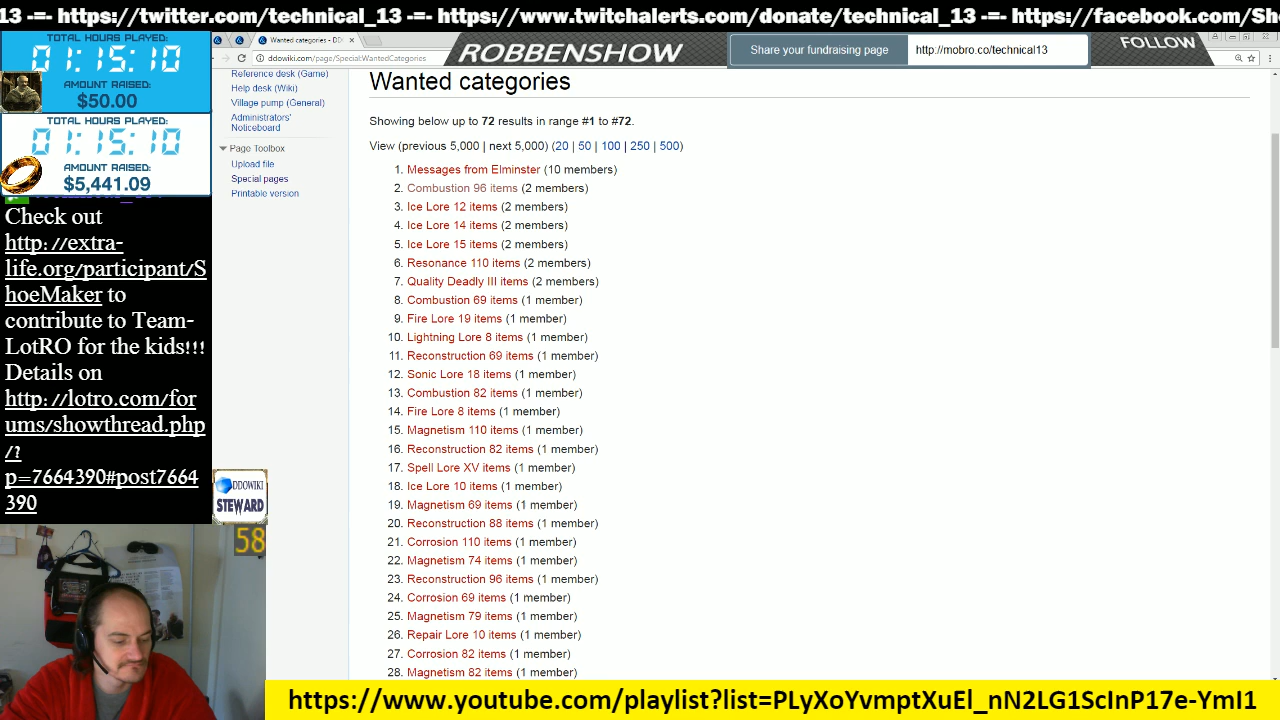 13 -=- https://twitter.com/technical_13 -=- https://www.twitchalerts.com/donate/technical_13 -=- https://facebook.com/Sh
TOTAL HOURS PLAYED:
01:15:10
AMOUNT RAISED:
$50.00
TOTAL HOURS PLAYED:
01:15:10
AMOUNT RAISED:
$5,441.09
Check out
http://extra-
life.org/participant/S
hoeMaker to
contribute to Team-
LotRO for the kids!!!
Details on
http://lotro.com/for
ums/showthread.php
/?
p=7664390#post7664
390
DDOWIKI
STEWARD
58
Wanted categories - DD
ddowiki.com/page/Special:WantedCategories
ROBBENSHOW
Share your fundraising page
http://mobro.co/technical13
FOLLOW
Reference desk (Game)
Help desk (Wiki)
Village pump (General)
Administrators'
Noticeboard
Page Toolbox
Upload file
Special pages
Printable version
Wanted categories
Showing below up to 72 results in range #1 to #72.
View (previous 5,000 | next 5,000) (20 | 50 | 100 | 250 | 500)
1. Messages from Elminster (10 members)
2. Combustion 96 items (2 members)
3. Ice Lore 12 items (2 members)
4. Ice Lore 14 items (2 members)
5. Ice Lore 15 items (2 members)
6. Resonance 110 items (2 members)
7. Quality Deadly III items (2 members)
8. Combustion 69 items (1 member)
9. Fire Lore 19 items (1 member)
10. Lightning Lore 8 items (1 member)
11. Reconstruction 69 items (1 member)
12. Sonic Lore 18 items (1 member)
13. Combustion 82 items (1 member)
14. Fire Lore 8 items (1 member)
15. Magnetism 110 items (1 member)
16. Reconstruction 82 items (1 member)
17. Spell Lore XV items (1 member)
18. Ice Lore 10 items (1 member)
19. Magnetism 69 items (1 member)
20. Reconstruction 88 items (1 member)
21. Corrosion 110 items (1 member)
22. Magnetism 74 items (1 member)
23. Reconstruction 96 items (1 member)
24. Corrosion 69 items (1 member)
25. Magnetism 79 items (1 member)
26. Repair Lore 10 items (1 member)
27. Corrosion 82 items (1 member)
28. Magnetism 82 items (1 member)
https://www.youtube.com/playlist?list=PLyXoYvmptXuEl_nN2LG1ScInP17e-YmI1